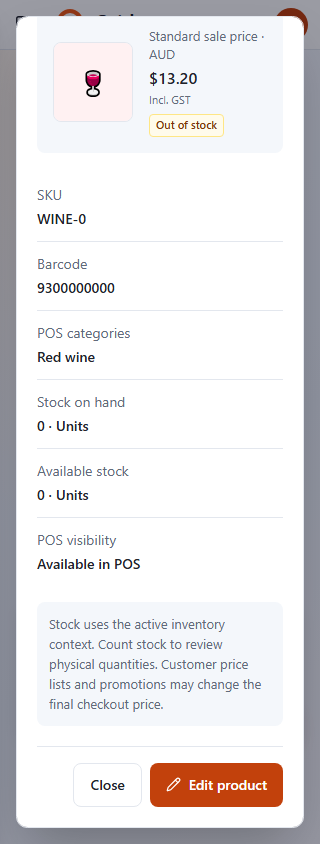 Standard sale price ·
AUD
$13.20
Incl. GST
Out of stock
SKU
WINE-0
Barcode
9300000000
POS categories
Red wine
Stock on hand
0 · Units
Available stock
0 · Units
POS visibility
Available in POS
Stock uses the active inventory
context. Count stock to review
physical quantities. Customer price
lists and promotions may change the
final checkout price.
Close
Edit product